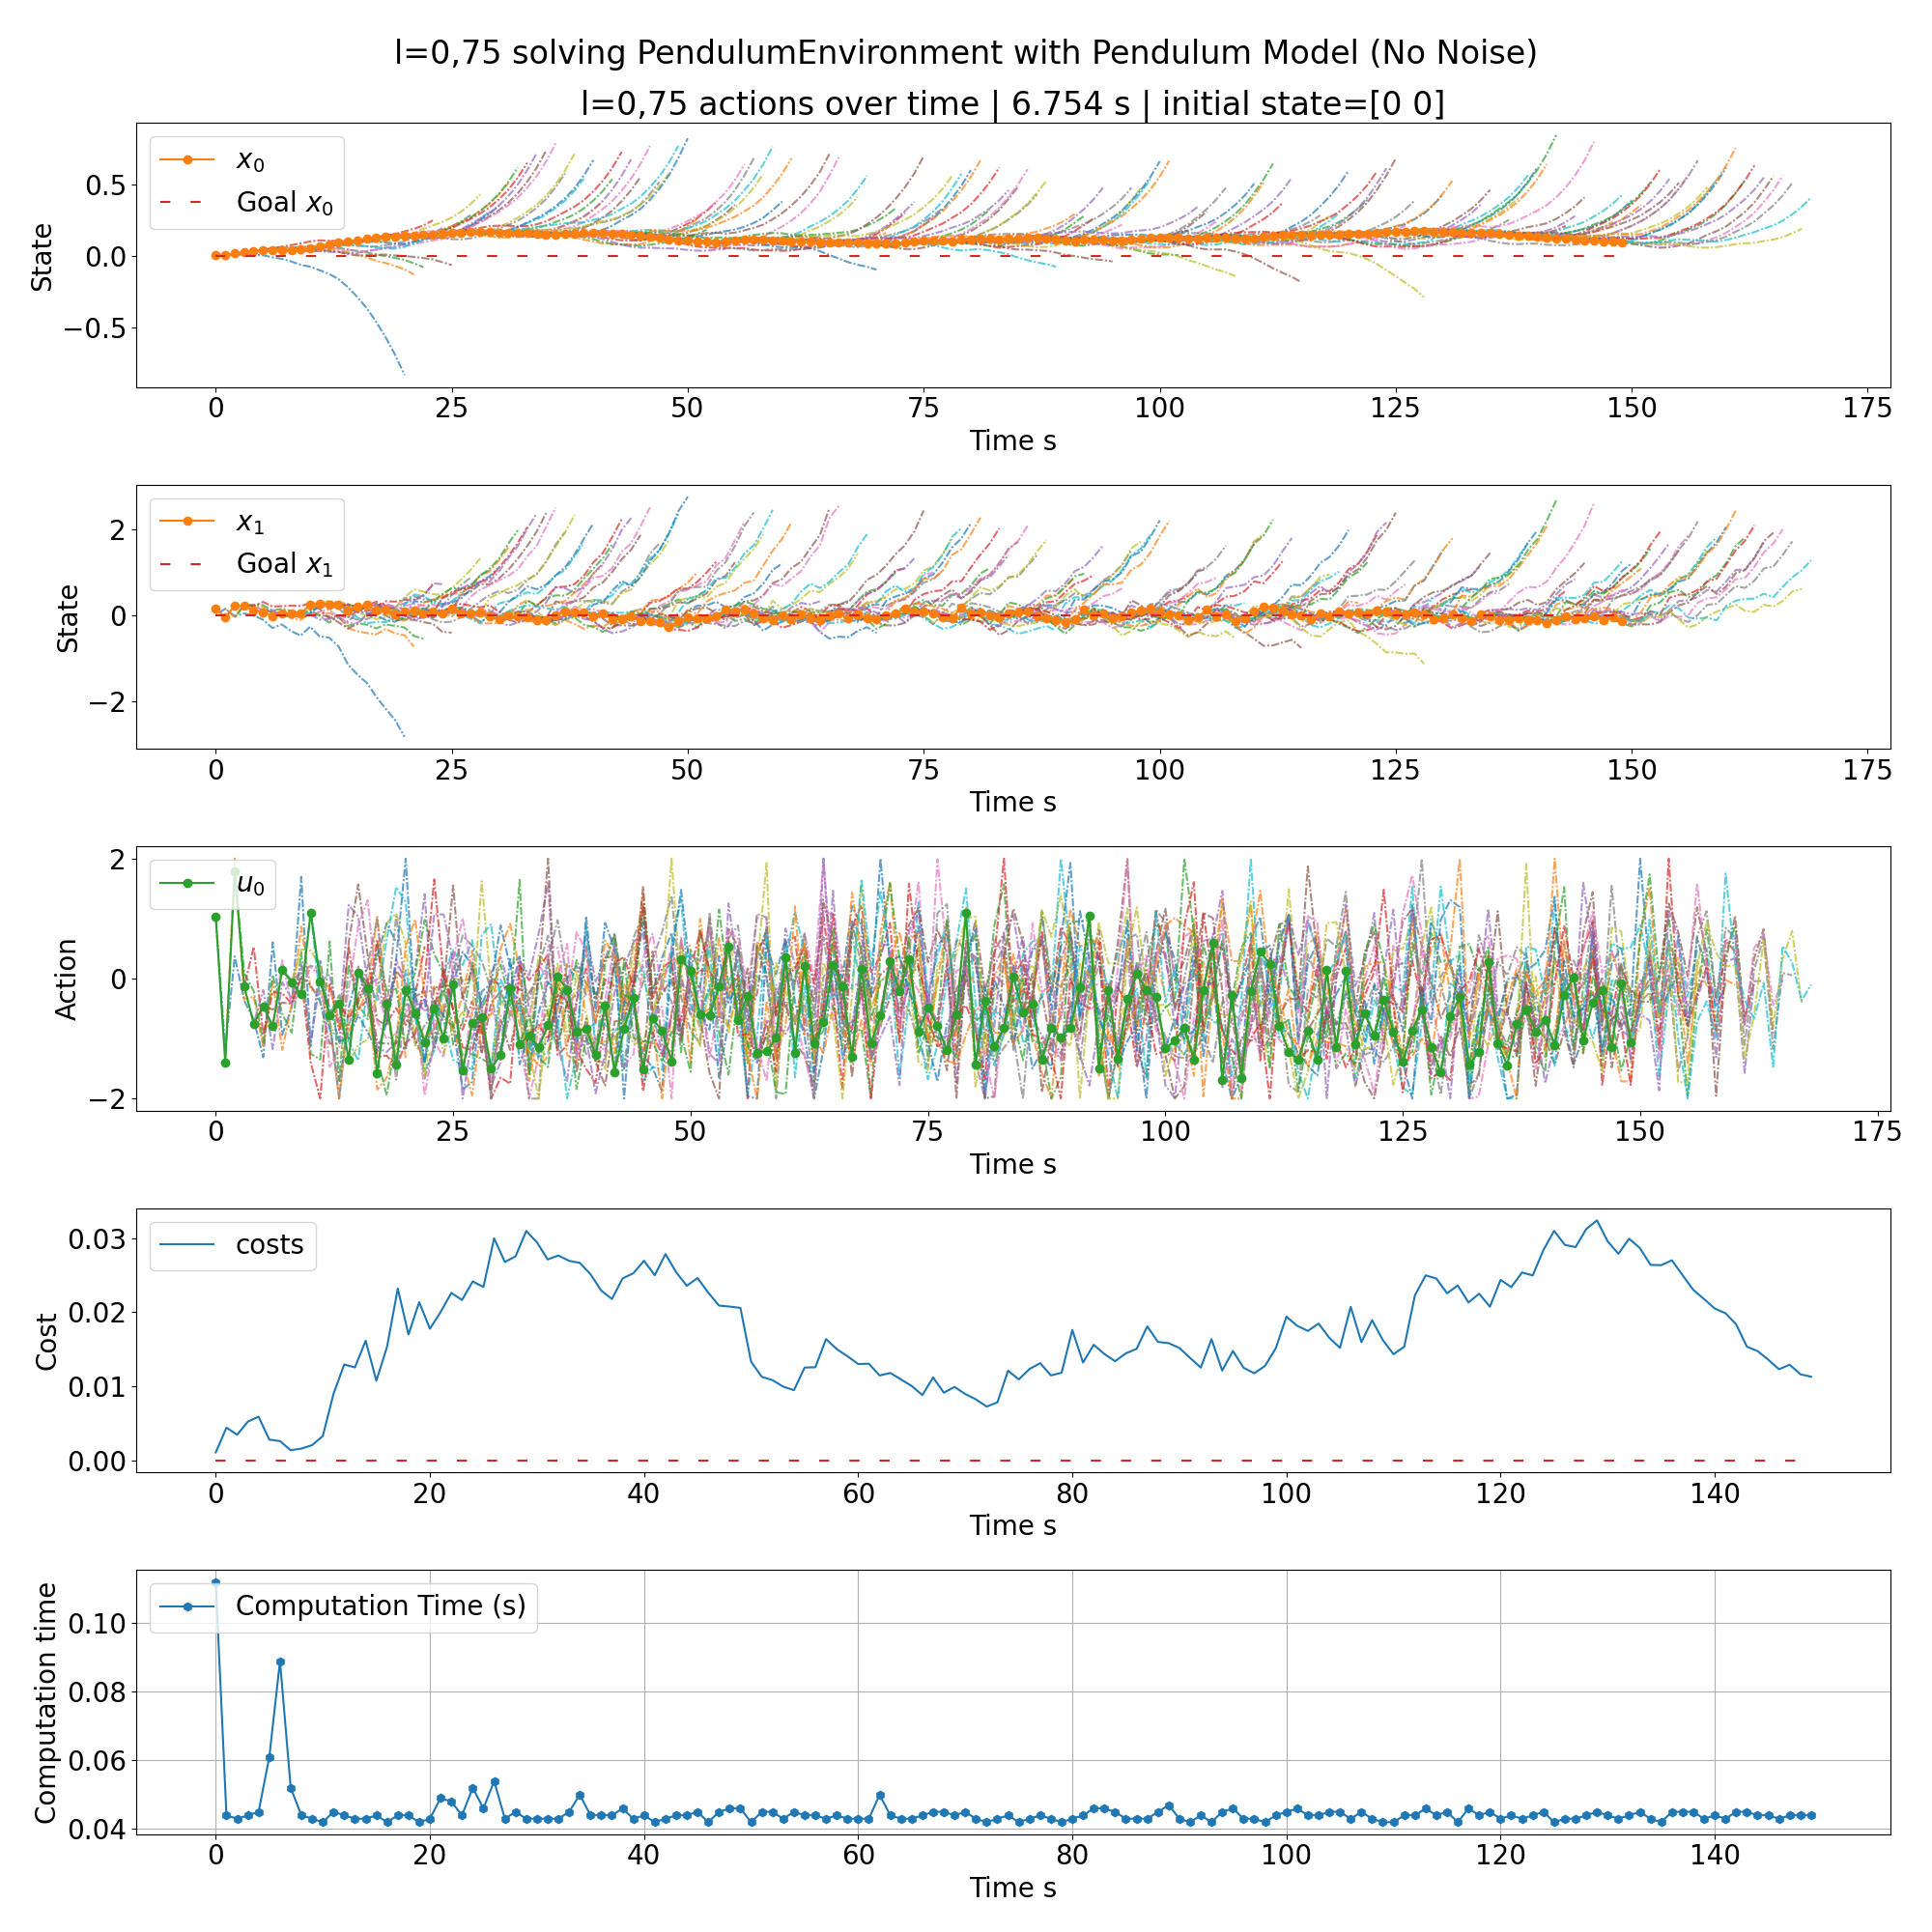 l=0,75 solving PendulumEnvironment with Pendulum Model (No Noise)
l=0,75 actions over time | 6.754 s | initial state=[0 0]
x₀
Goal x₀
0.5
0.0
−0.5
State
0 25 50 75 100 125 150 175
Time s
x₁
Goal x₁
2
0
−2
State
0 25 50 75 100 125 150 175
Time s
u₀
2
0
−2
Action
0 25 50 75 100 125 150 175
Time s
costs
0.03
0.02
0.01
0.00
Cost
0 20 40 60 80 100 120 140
Time s
Computation Time (s)
0.10
0.08
0.06
0.04
Computation time
0 20 40 60 80 100 120 140
Time s